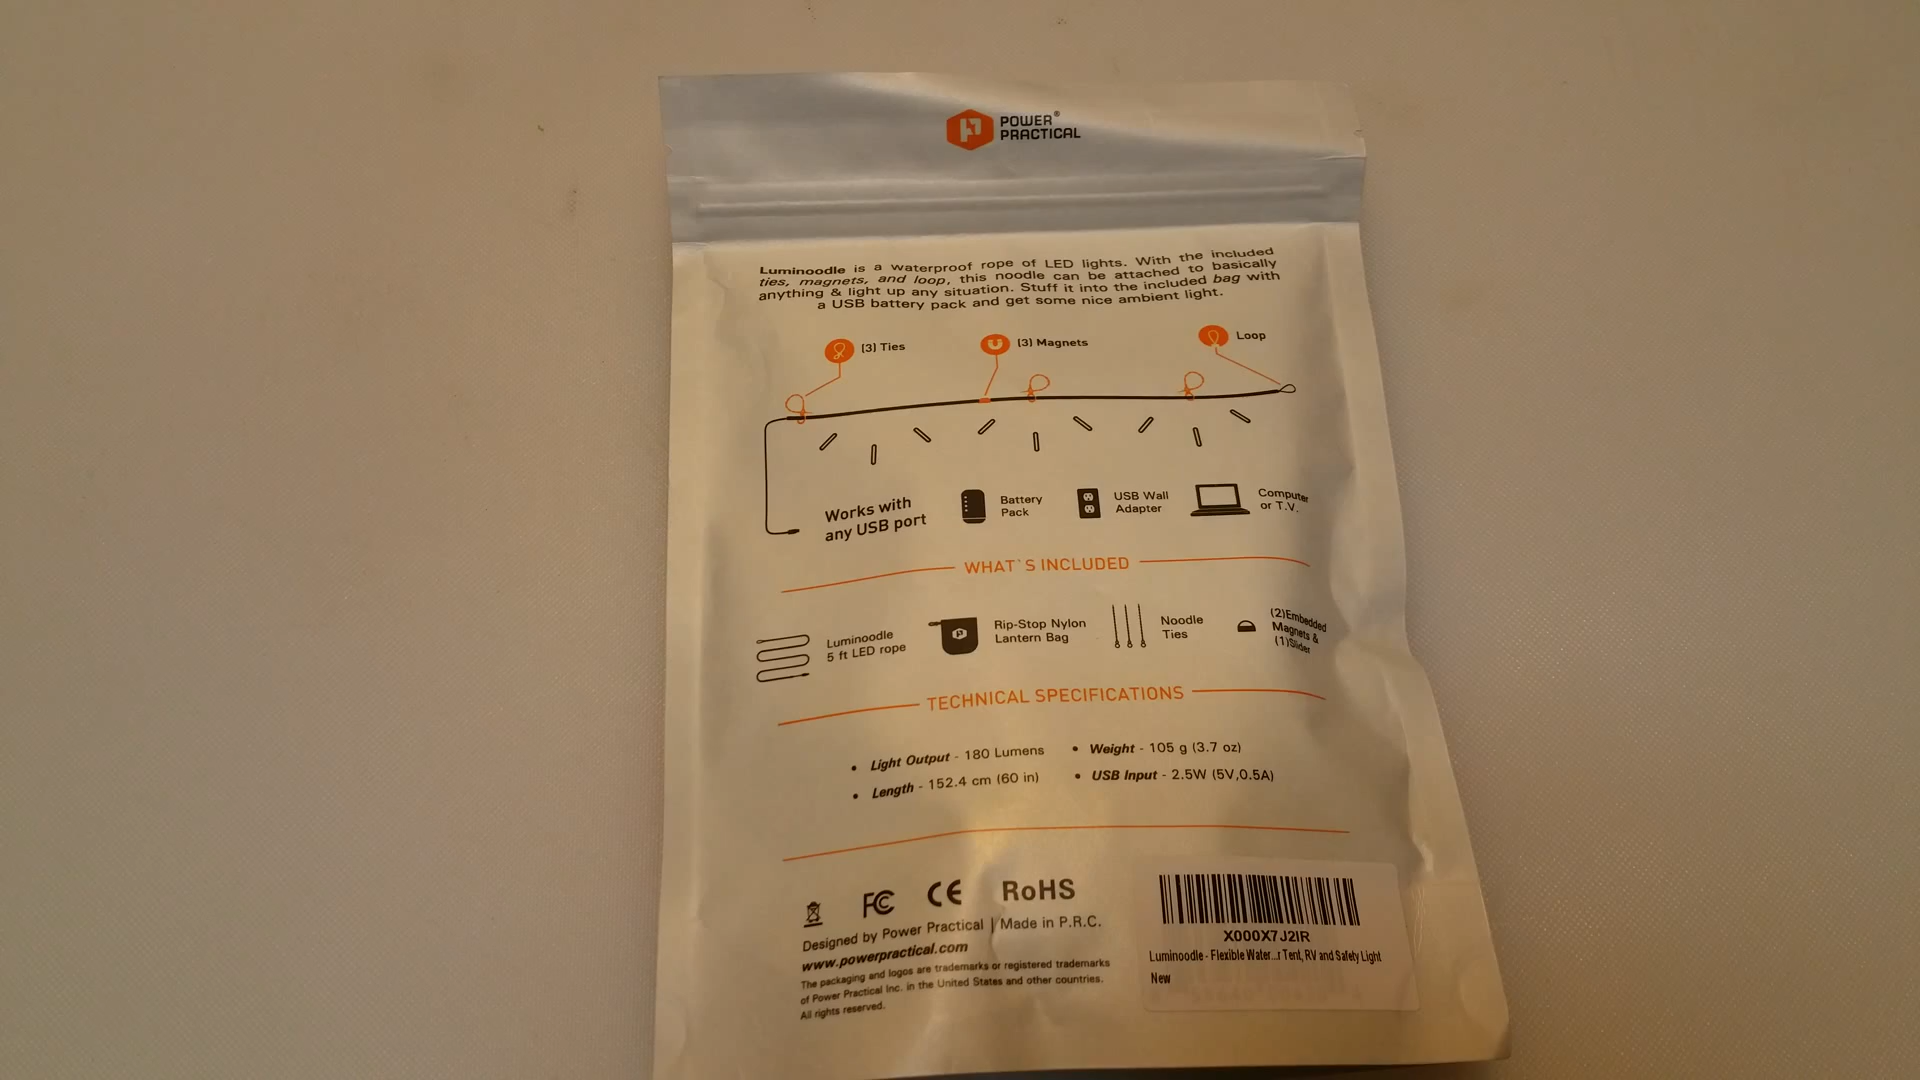 POWER®
PRACTICAL
Luminoodle is a waterproof rope of LED lights. With the included
ties, magnets, and loop, this noodle can be attached to basically
anything & light up any situation. Stuff it into the included bag with
a USB battery pack and get some nice ambient light.
(3) Ties
(3) Magnets
Loop
Works with
any USB port
Battery
Pack
USB Wall
Adapter
Computer
or T.V.
WHAT`S INCLUDED
Luminoodle
5 ft LED rope
Rip-Stop Nylon
Lantern Bag
Noodle
Ties
(2)Embedded
Magnets &
(1)Slider
TECHNICAL SPECIFICATIONS
• Light Output - 180 Lumens
• Length - 152.4 cm (60 in)
• Weight - 105 g (3.7 oz)
• USB Input - 2.5W (5V,0.5A)
FC CE RoHS
Designed by Power Practical | Made in P.R.C.
www.powerpractical.com
The packaging and logos are trademarks or registered trademarks
of Power Practical Inc. in the United States and other countries.
All rights reserved.
X000X7J2IR
Luminoodle - Flexible Water...r Tent, RV and Safety Light
New